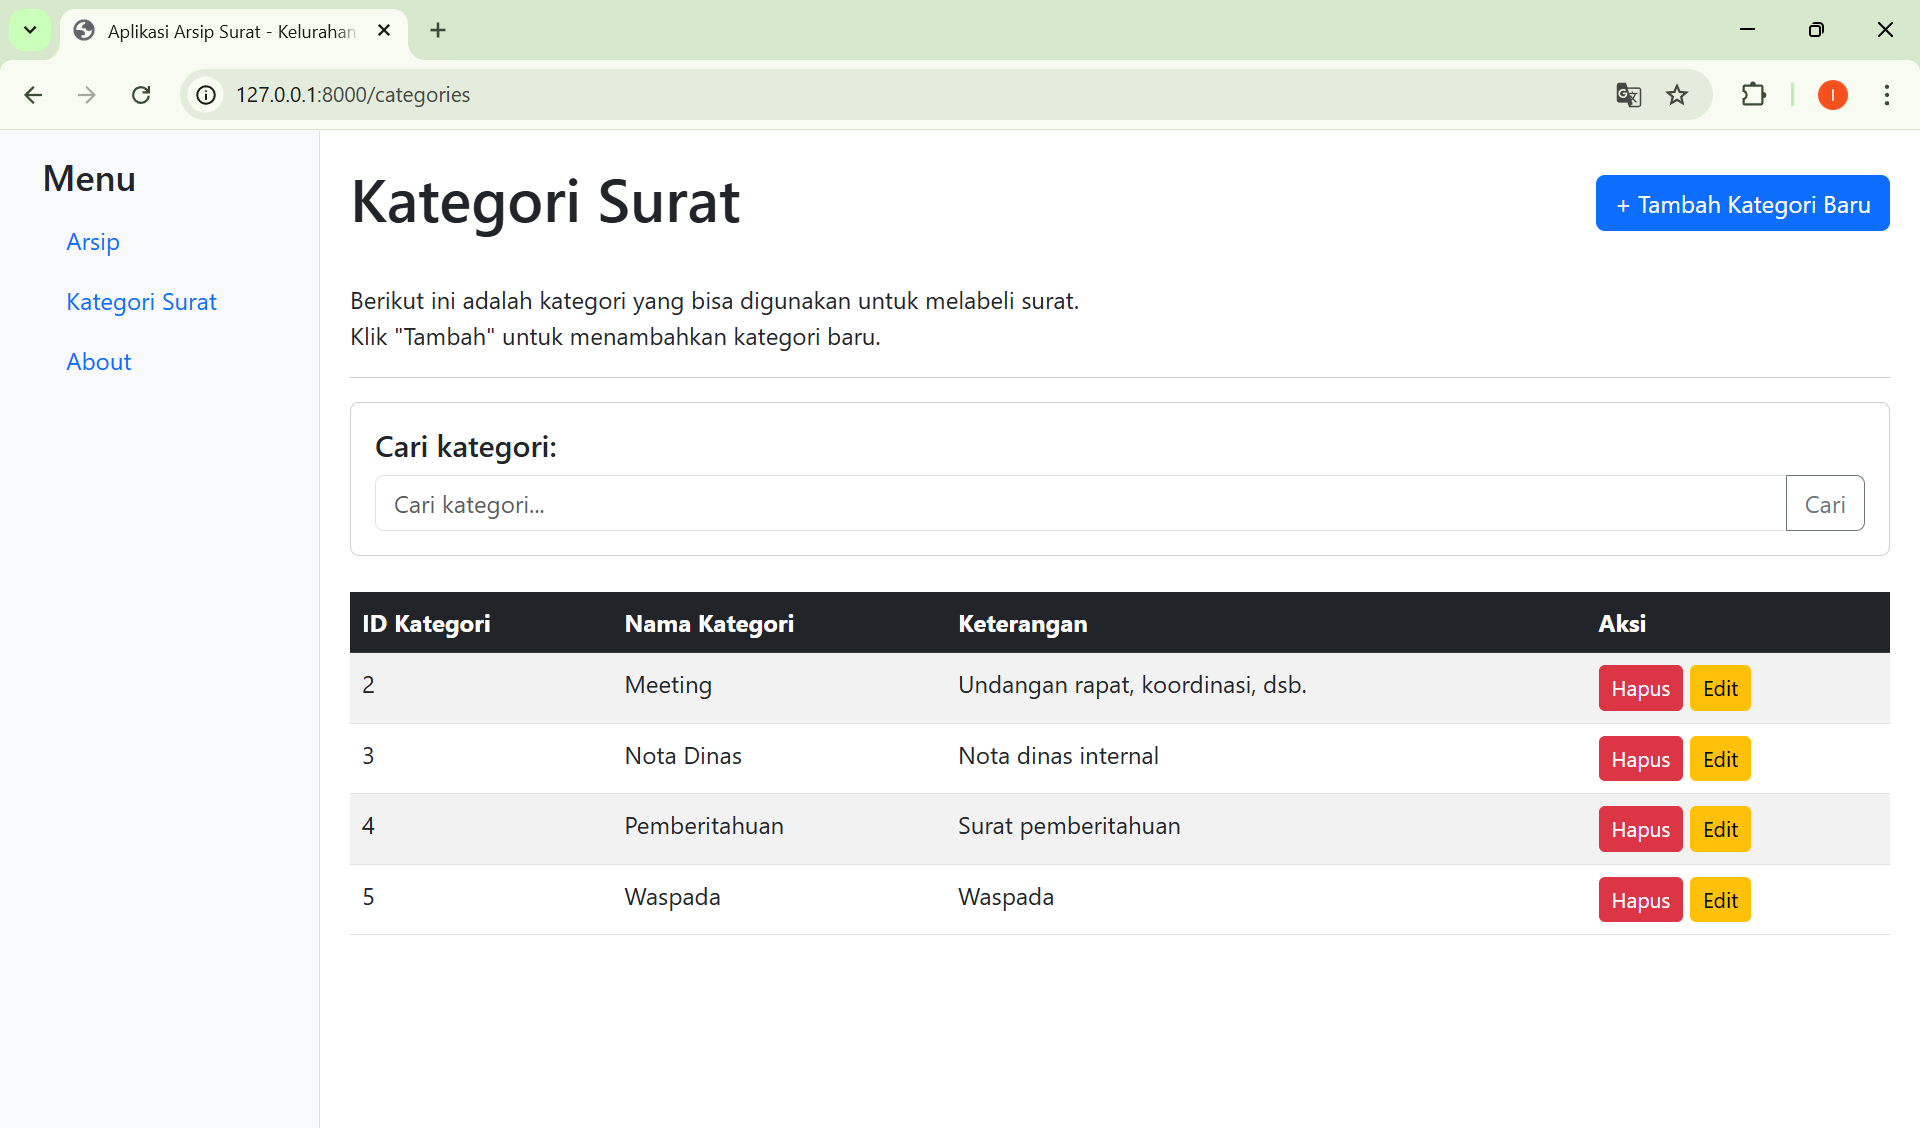 Aplikasi Arsip Surat - Kelurahan
127.0.0.1:8000/categories
I
Menu
Arsip
Kategori Surat
About
Kategori Surat
+ Tambah Kategori Baru
Berikut ini adalah kategori yang bisa digunakan untuk melabeli surat.
Klik "Tambah" untuk menambahkan kategori baru.
Cari kategori:
Cari kategori...
Cari
ID Kategori Nama Kategori Keterangan Aksi
2 Meeting Undangan rapat, koordinasi, dsb. Hapus Edit
3 Nota Dinas Nota dinas internal Hapus Edit
4 Pemberitahuan Surat pemberitahuan Hapus Edit
5 Waspada Waspada Hapus Edit